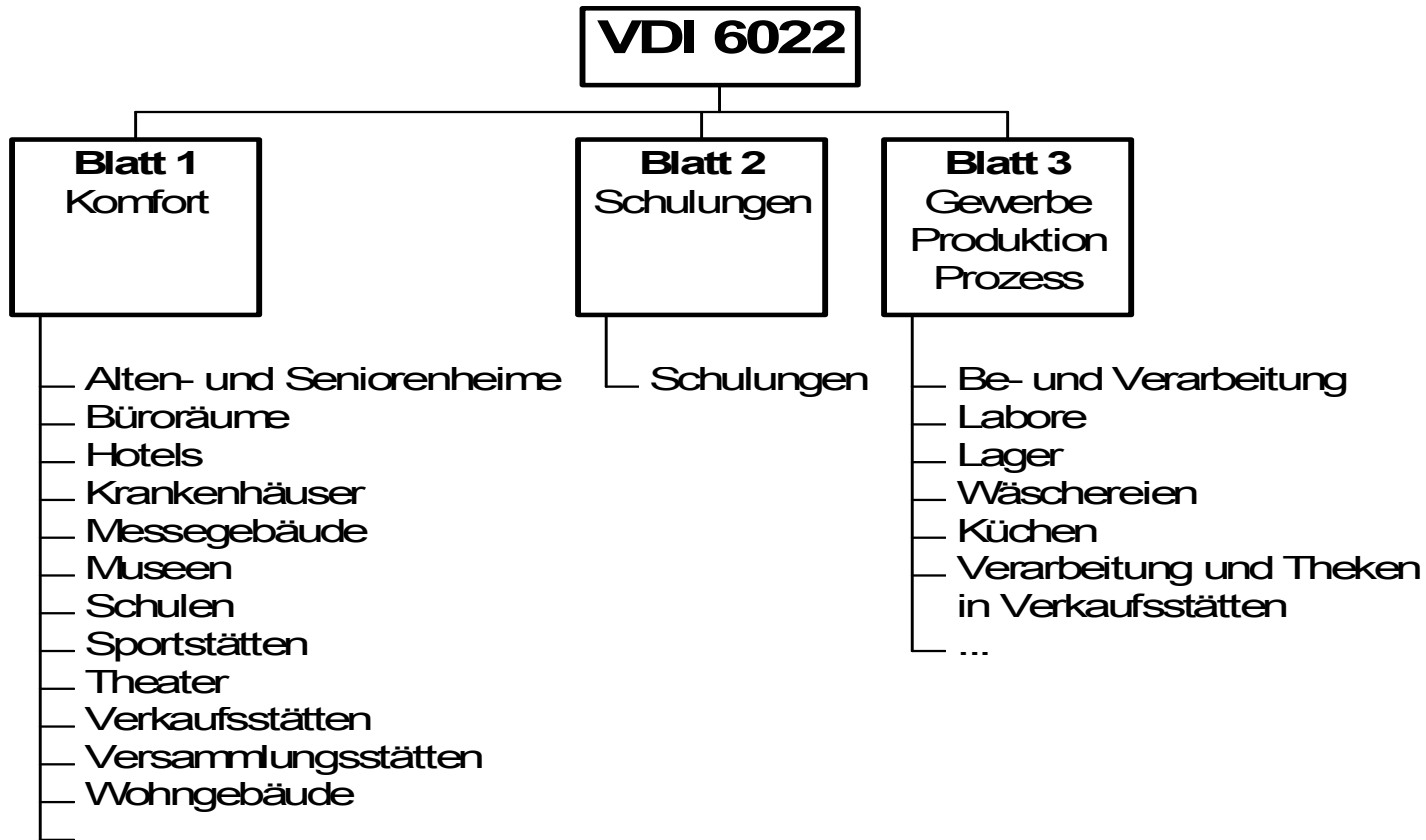 VDI 6022
Blatt 1
Komfort
Blatt 2
Schulungen
Blatt 3
Gewerbe
Produktion
Prozess
Alten- und Seniorenheime
Büroräume
Hotels
Krankenhäuser
Messegebäude
Museen
Schulen
Sportstätten
Theater
Verkaufsstätten
Versammlungsstätten
Wohngebäude
Schulungen
Be- und Verarbeitung
Labore
Lager
Wäschereien
Küchen
Verarbeitung und Theken
in Verkaufsstätten
...